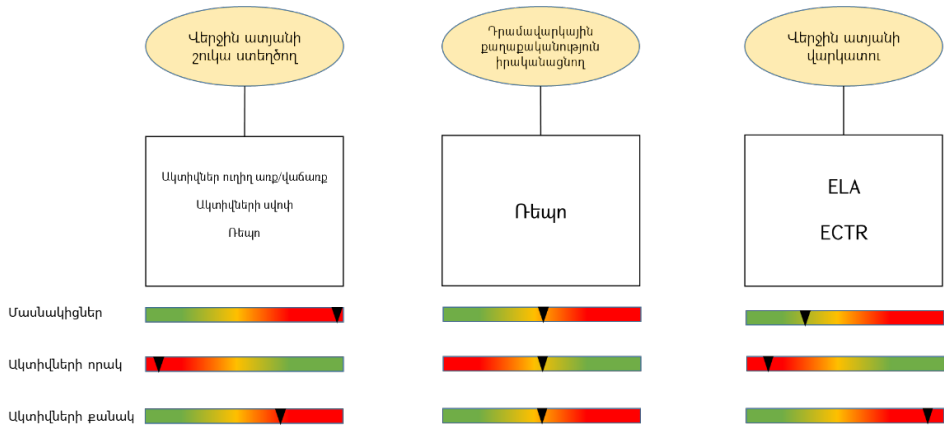 Վերջին ատյանի
շուկա ստեղծող
Դրամավարկային
քաղաքականություն
իրականացնող
Վերջին ատյանի
վարկատու
Ակտիվներ ուղիղ առք/վաճառք
Ակտիվների սվոփ
Ռեպո
Ռեպո
ELA
ECTR
Մասնակիցներ
Ակտիվների որակ
Ակտիվների քանակ